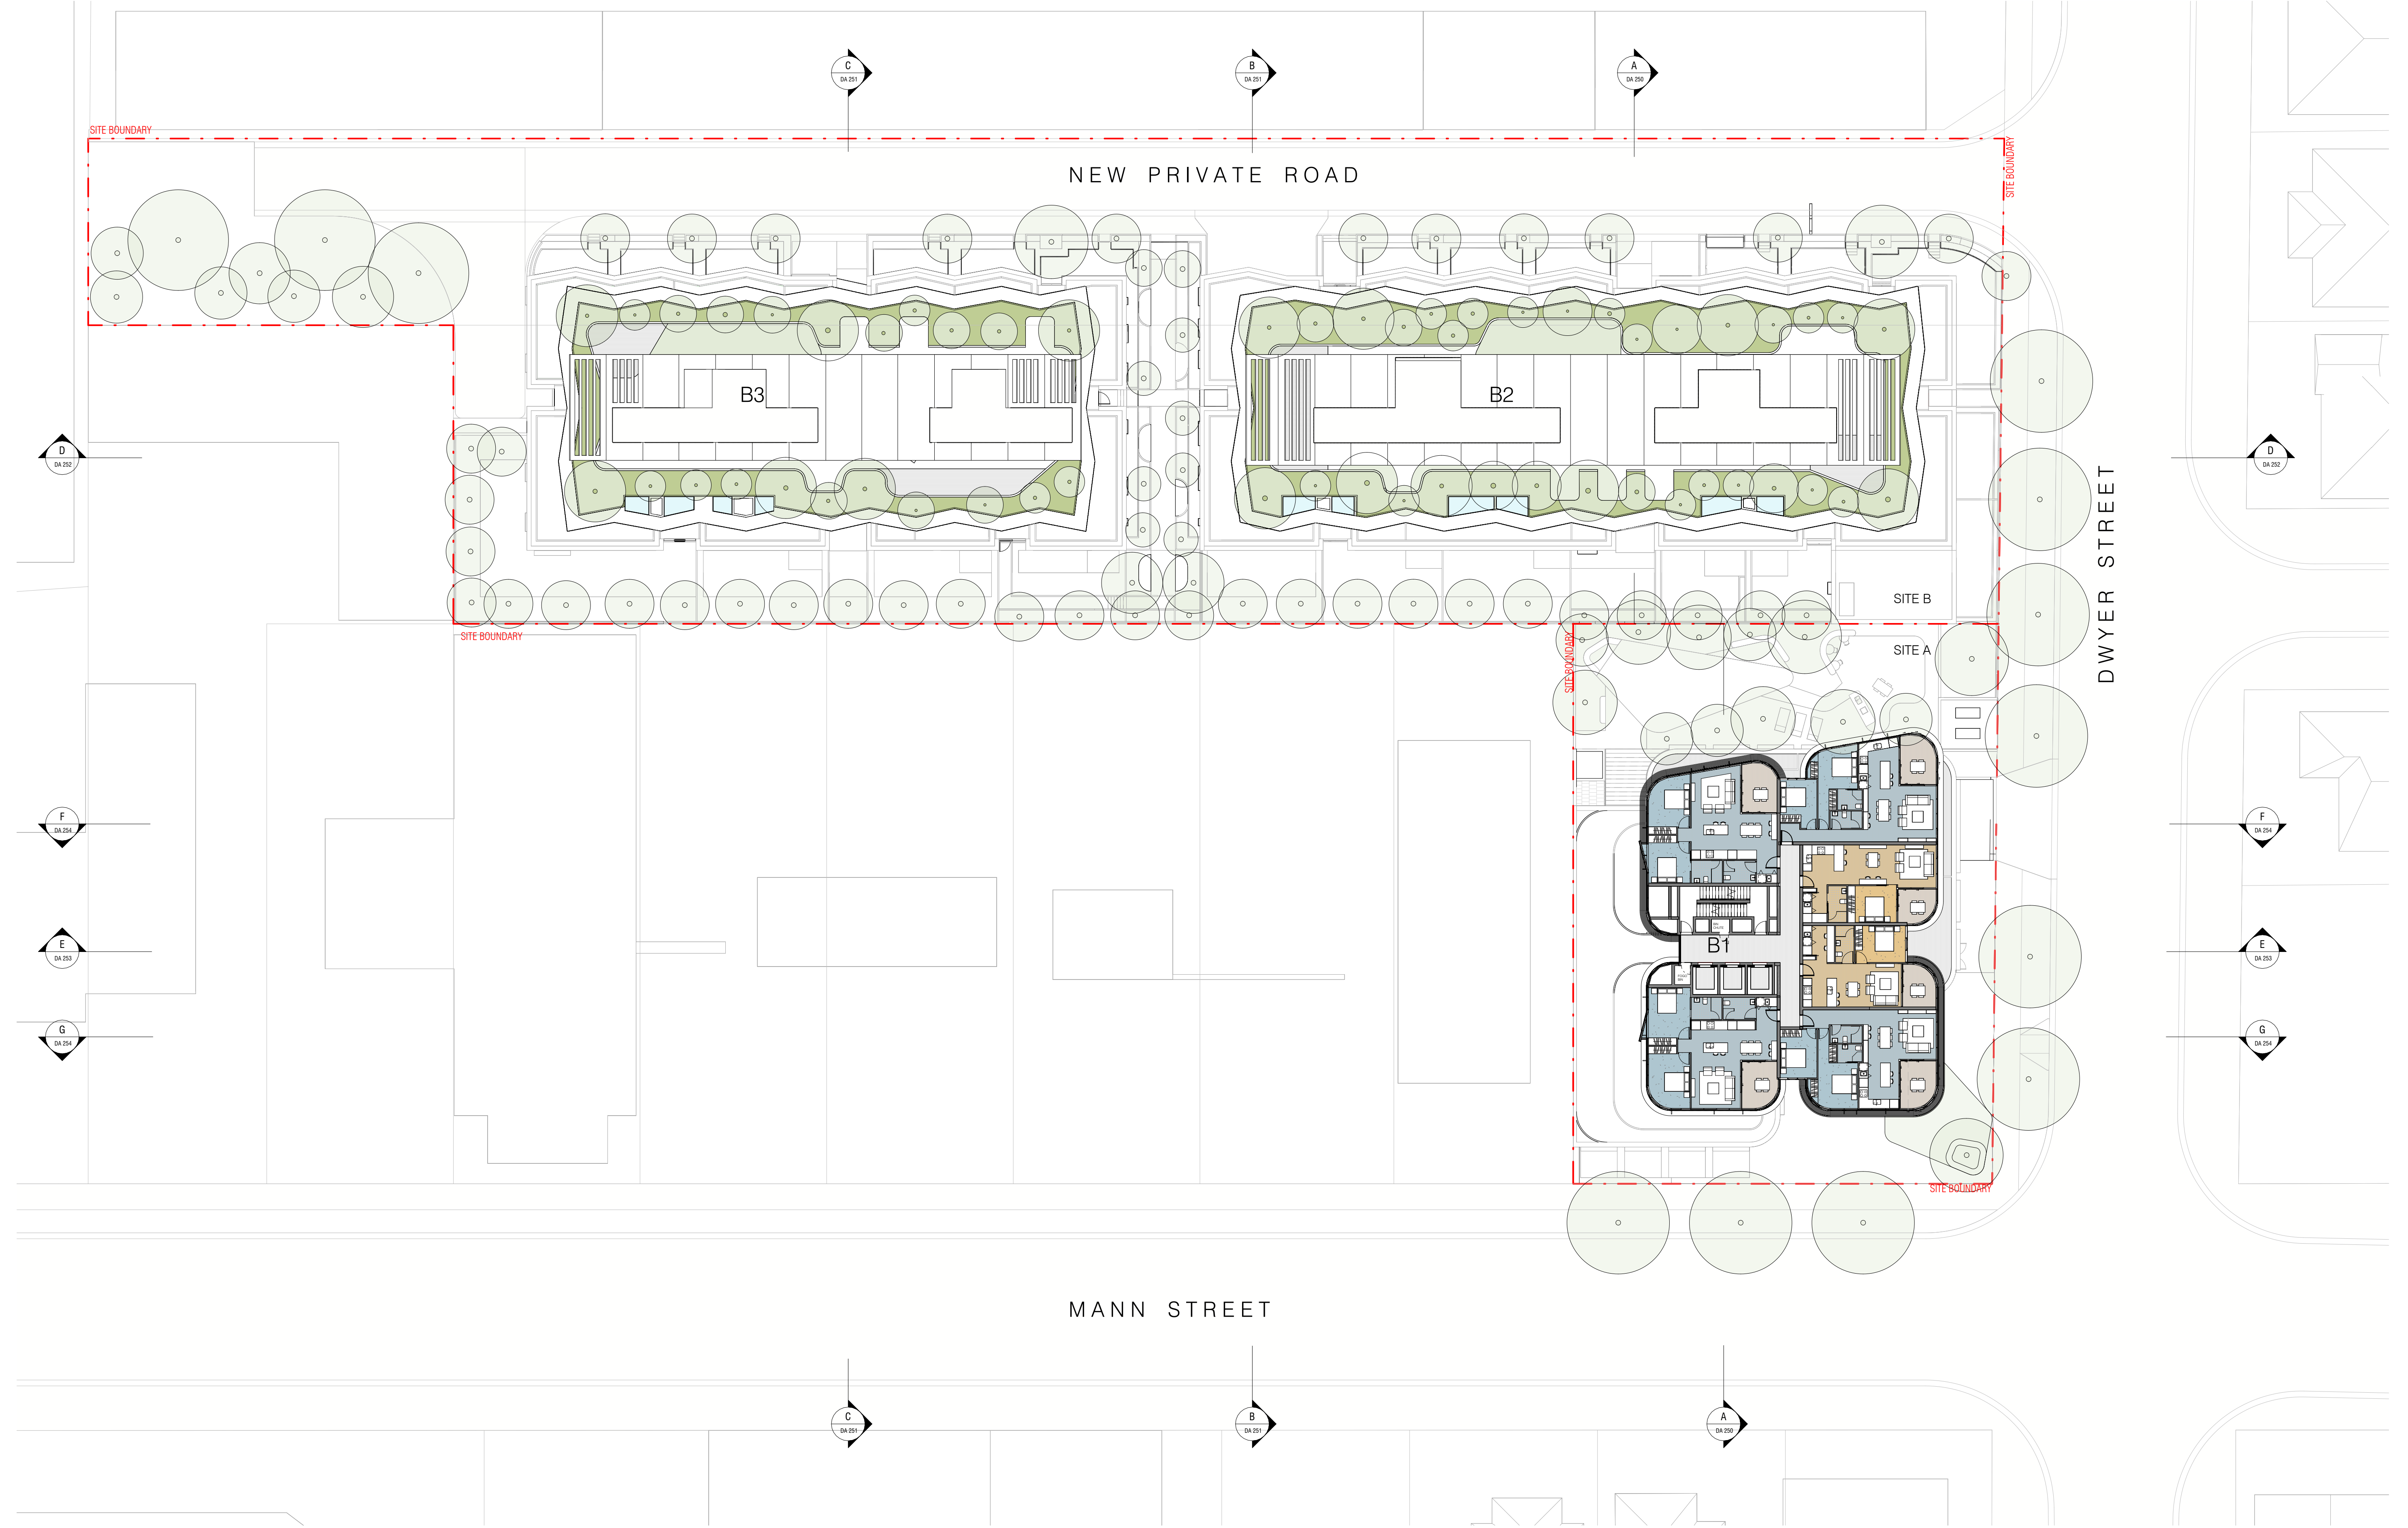 C
DA 251
B
DA 251
A
DA 250
SITE BOUNDARY
SITE BOUNDARY
NEW PRIVATE ROAD
B3
B2
D
DA 252
D
DA 252
DWYER STREET
SITE B
SITE BOUNDARY
SITE BOUNDARY
SITE A
F
DA 254
F
DA 254
B1
E
DA 253
E
DA 253
G
DA 254
G
DA 254
SITE BOUNDARY
MANN STREET
C
DA 251
B
DA 251
A
DA 250